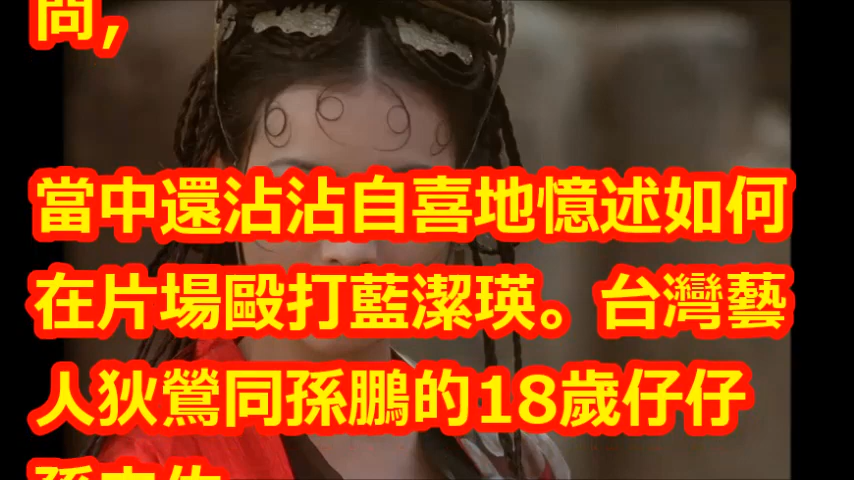 問,
當中還沾沾自喜地憶述如何
在片場毆打藍潔瑛。台灣藝
人狄鶯同孫鵬的18歲仔仔